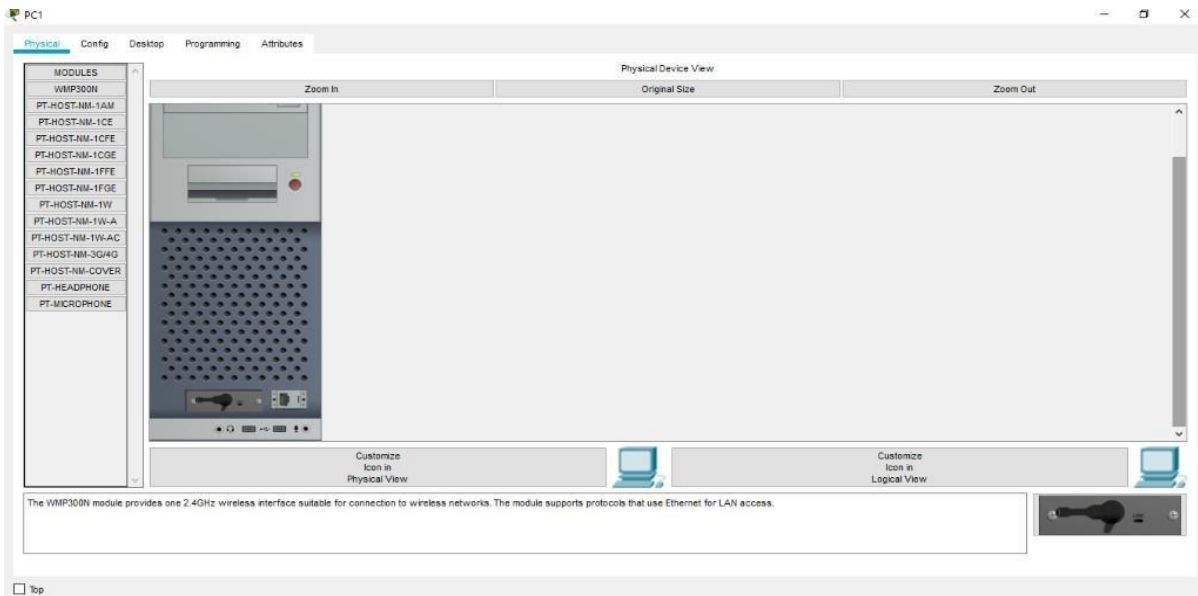 PC1
Physical Config Desktop Programming Attributes
MODULES
WMP300N
PT-HOST-NM-1AM
PT-HOST-NM-1CE
PT-HOST-NM-1CFE
PT-HOST-NM-1CGE
PT-HOST-NM-1FFE
PT-HOST-NM-1FGE
PT-HOST-NM-1W
PT-HOST-NM-1W-A
PT-HOST-NM-1W-AC
PT-HOST-NM-3G/4G
PT-HOST-NM-COVER
PT-HEADPHONE
PT-MICROPHONE
Physical Device View
Zoom In Original Size Zoom Out
Customize
Icon in
Physical View
Customize
Icon in
Logical View
The WMP300N module provides one 2.4GHz wireless interface suitable for connection to wireless networks. The module supports protocols that use Ethernet for LAN access.
Top